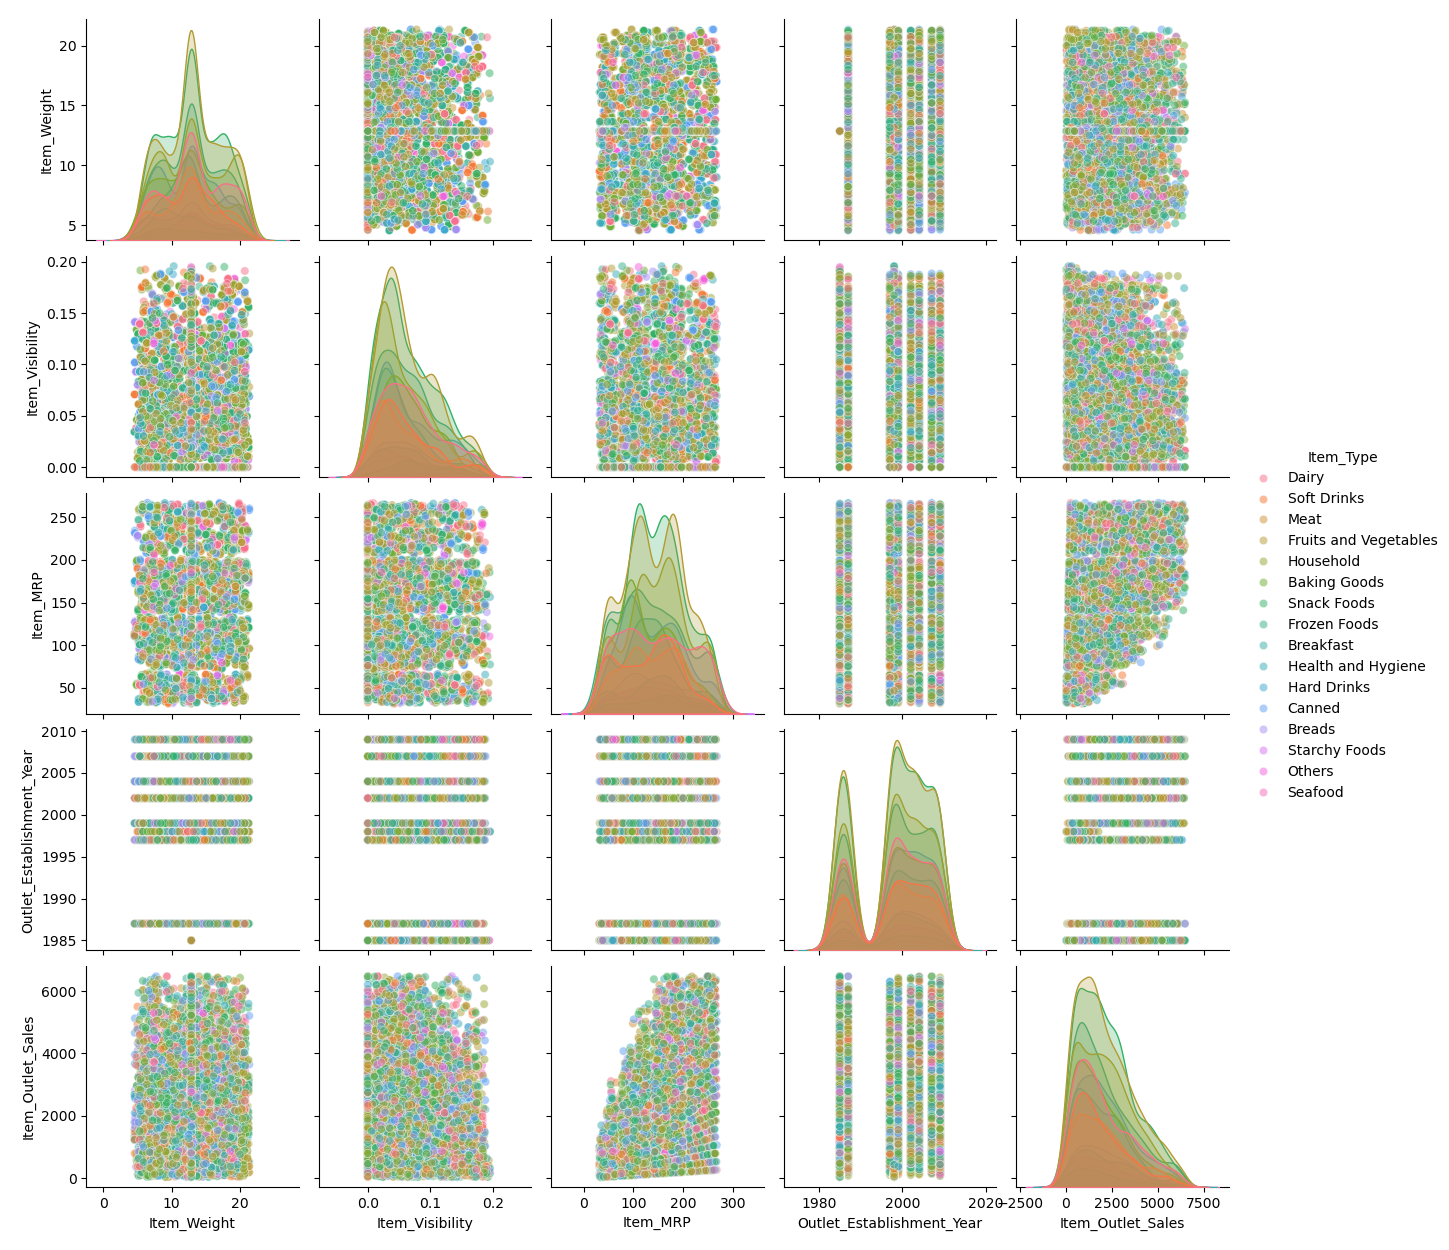 20
15
10
5
Item_Weight
0.20
0.15
0.10
0.05
0.00
Item_Visibility
250
200
150
100
50
Item_MRP
2010
2005
2000
1995
1990
1985
Outlet_Establishment_Year
6000
4000
2000
0
Item_Outlet_Sales
0 10 20
Item_Weight
0.0 0.1 0.2
Item_Visibility
0 100 200 300
Item_MRP
1980 2000 2020
Outlet_Establishment_Year
−2500 0 2500 5000 7500
Item_Outlet_Sales
Item_Type
Dairy
Soft Drinks
Meat
Fruits and Vegetables
Household
Baking Goods
Snack Foods
Frozen Foods
Breakfast
Health and Hygiene
Hard Drinks
Canned
Breads
Starchy Foods
Others
Seafood